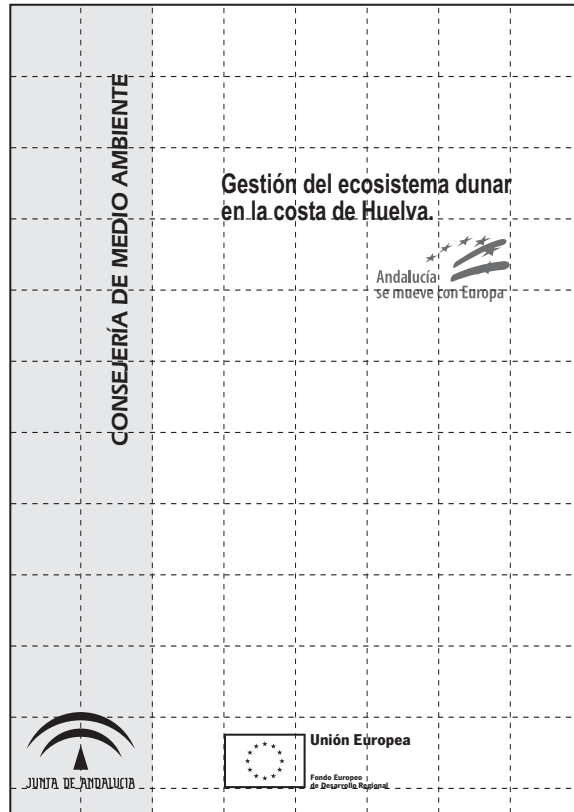 CONSEJERÍA DE MEDIO AMBIENTE
Gestión del ecosistema dunar
en la costa de Huelva.
Andalucía
se mueve con Europa
JUNTA DE ANDALUCIA
Unión Europea
Fondo Europeo
de Desarrollo Regional